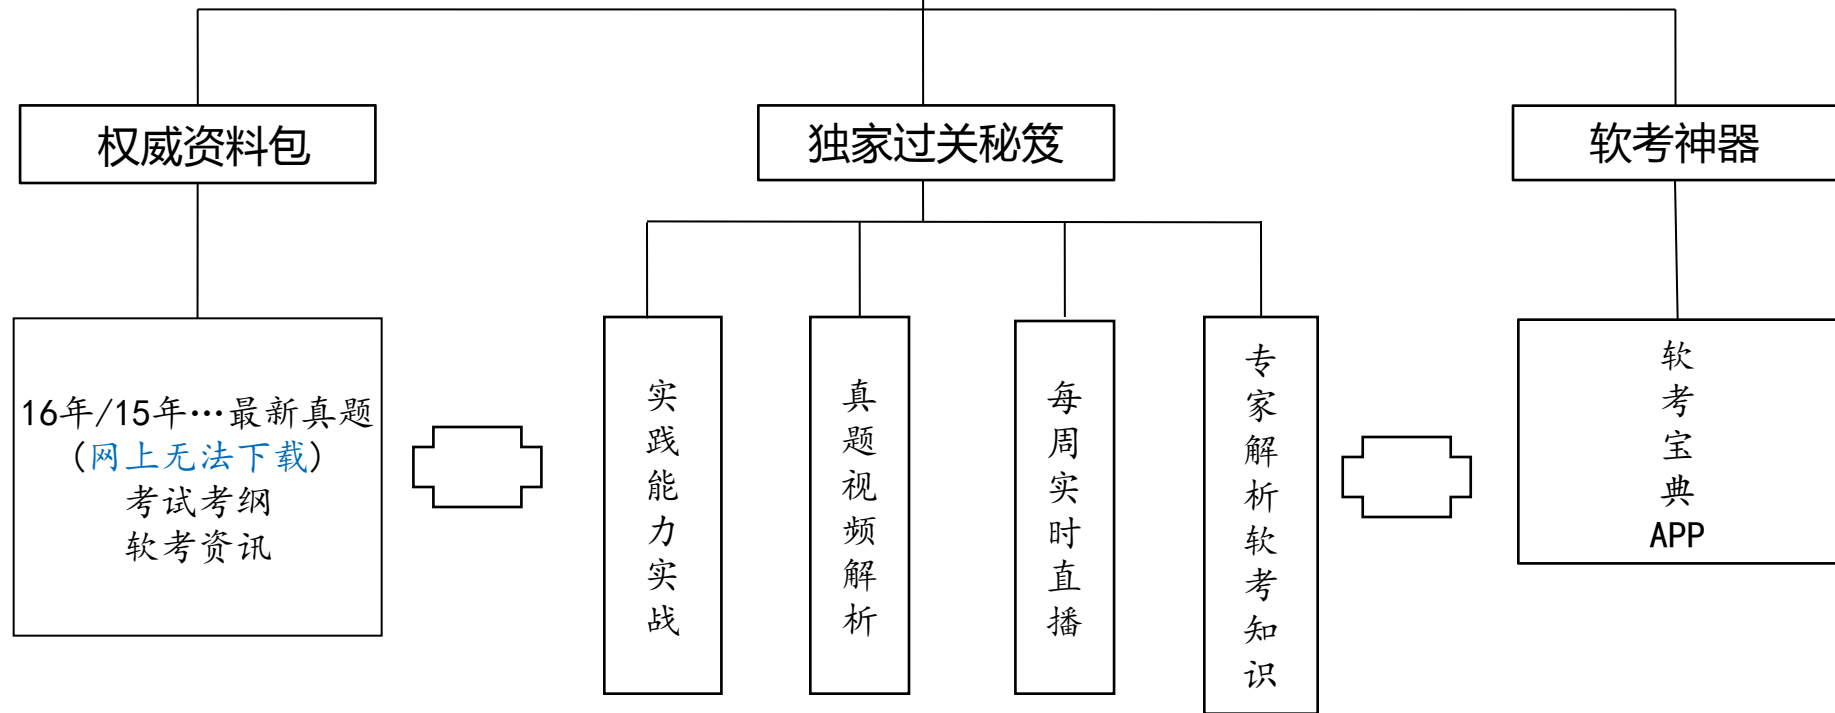 权威资料包
独家过关秘笈
软考神器
16年/15年…最新真题
(网上无法下载)
考试考纲
软考资讯
实践能力实战
真题视频解析
每周实时直播
专家解析软考知识
软考宝典APP